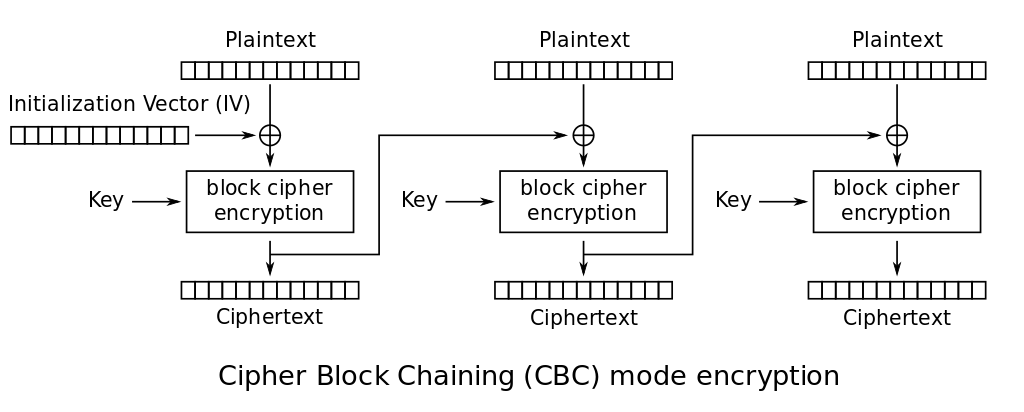 Plaintext
Plaintext
Plaintext
Initialization Vector (IV)
Key
block cipher
encryption
Key
block cipher
encryption
Key
block cipher
encryption
Ciphertext
Ciphertext
Ciphertext
Cipher Block Chaining (CBC) mode encryption